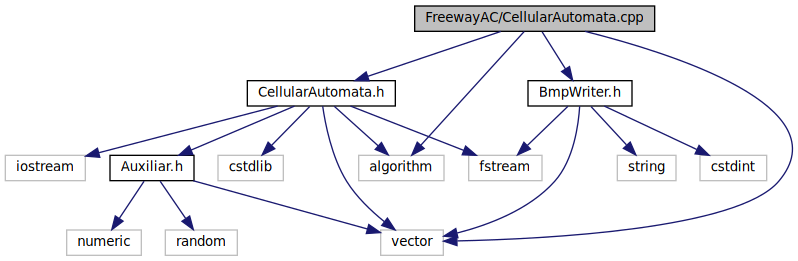 FreewayAC/CellularAutomata.cpp
CellularAutomata.h
BmpWriter.h
iostream
Auxiliar.h
cstdlib
algorithm
fstream
string
cstdint
numeric
random
vector